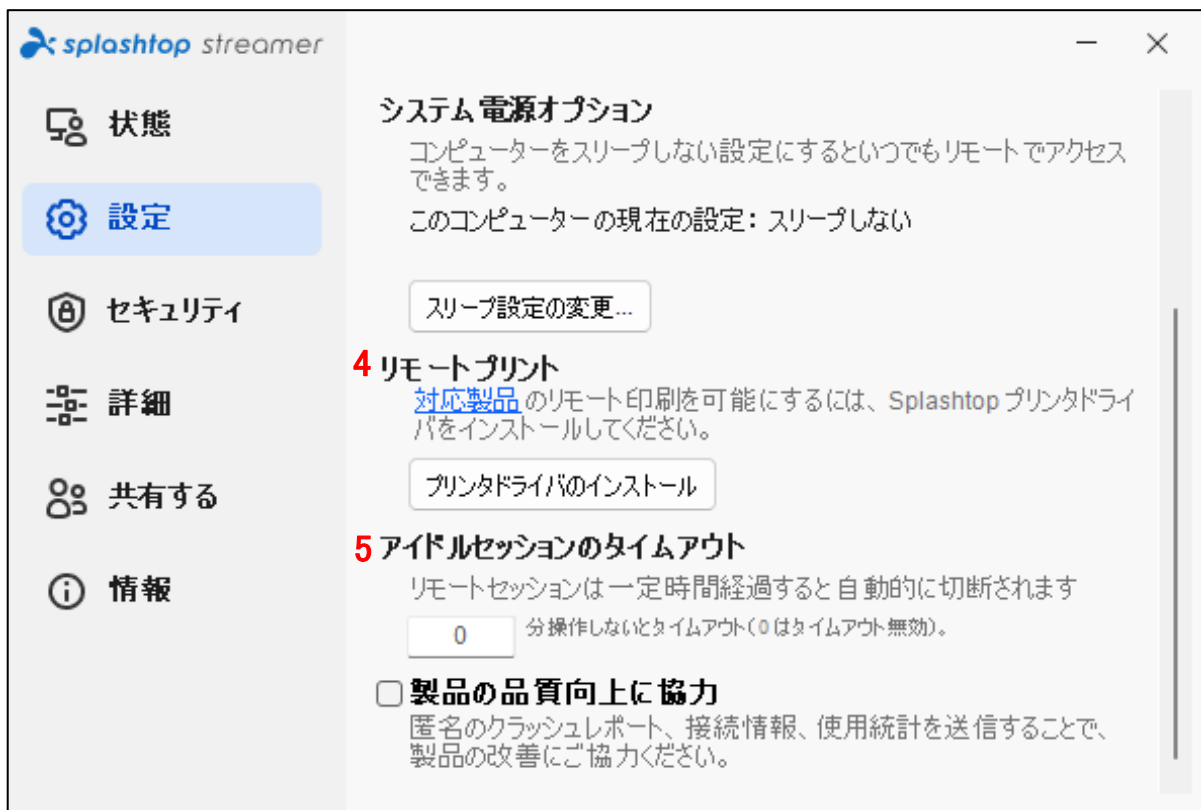 splashtop streamer
状態
設定
セキュリティ
詳細
共有する
情報
システム電源オプション
コンピューターをスリープしない設定にするといつでもリモートでアクセス
できます。
このコンピューターの現在の設定: スリープしない
スリープ設定の変更...
4 リモートプリント
対応製品のリモート印刷を可能にするには、Splashtop プリンタドライ
バをインストールしてください。
プリンタドライバのインストール
5 アイドルセッションのタイムアウト
リモートセッションは一定時間経過すると自動的に切断されます
0 分操作しないとタイムアウト(0はタイムアウト無効)。
製品の品質向上に協力
匿名のクラッシュレポート、接続情報、使用統計を送信することで、
製品の改善にご協力ください。